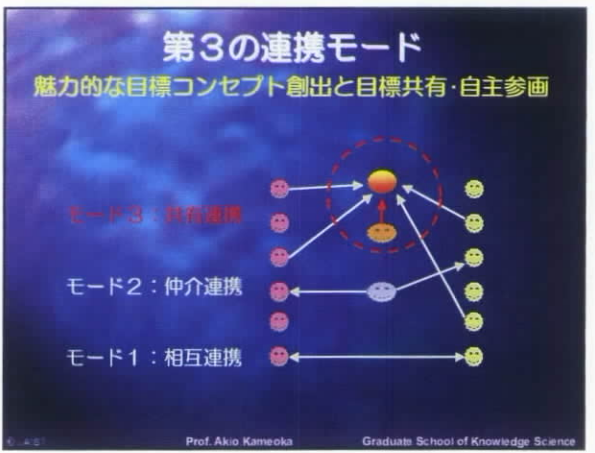 第3の連携モード
魅力的な目標コンセプト創出と目標共有・自主参画
モード3：共有連携
モード2：仲介連携
モード1：相互連携
Prof. Akio Kameoka
Graduate School of Knowledge Science